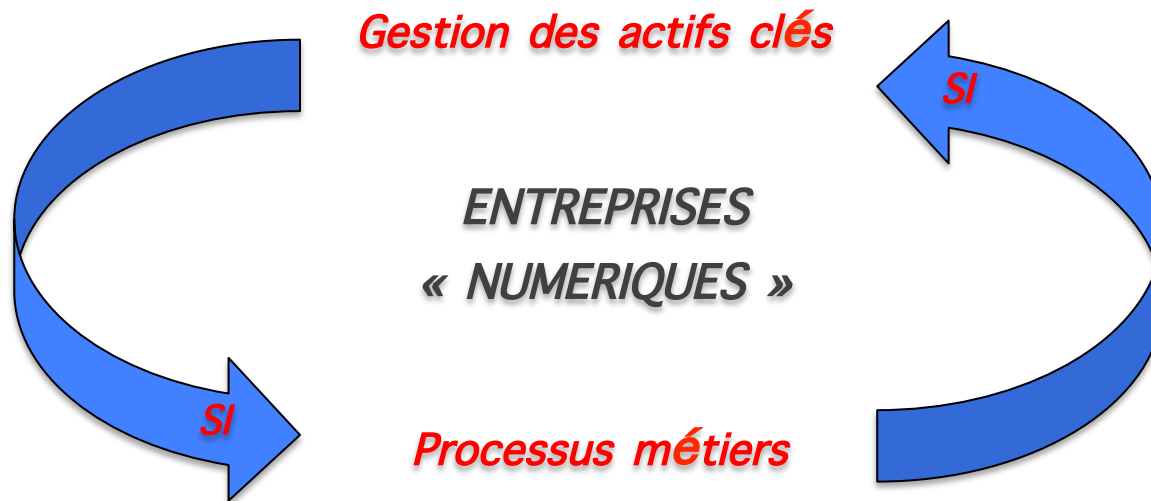 Gestion des actifs clés
SI
ENTREPRISES
« NUMERIQUES »
SI
Processus métiers